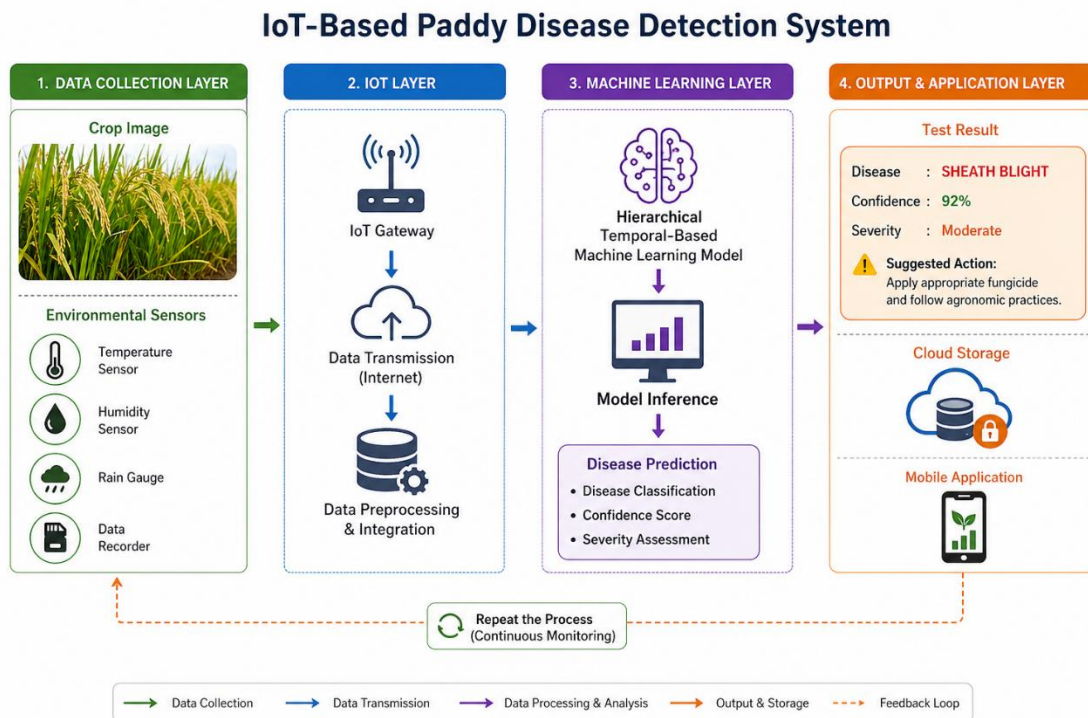 IoT-Based Paddy Disease Detection System
1. DATA COLLECTION LAYER
Crop Image
Environmental Sensors
Temperature
Sensor
Humidity
Sensor
Rain Gauge
Data
Recorder
2. IOT LAYER
IoT Gateway
Data Transmission
(Internet)
Data Preprocessing
& Integration
3. MACHINE LEARNING LAYER
Hierarchical
Temporal-Based
Machine Learning Model
Model Inference
Disease Prediction
• Disease Classification
• Confidence Score
• Severity Assessment
4. OUTPUT & APPLICATION LAYER
Test Result
Disease : SHEATH BLIGHT
Confidence : 92%
Severity : Moderate
Suggested Action:
Apply appropriate fungicide
and follow agronomic practices.
Cloud Storage
Mobile Application
Repeat the Process
(Continuous Monitoring)
Data Collection
Data Transmission
Data Processing & Analysis
Output & Storage
Feedback Loop